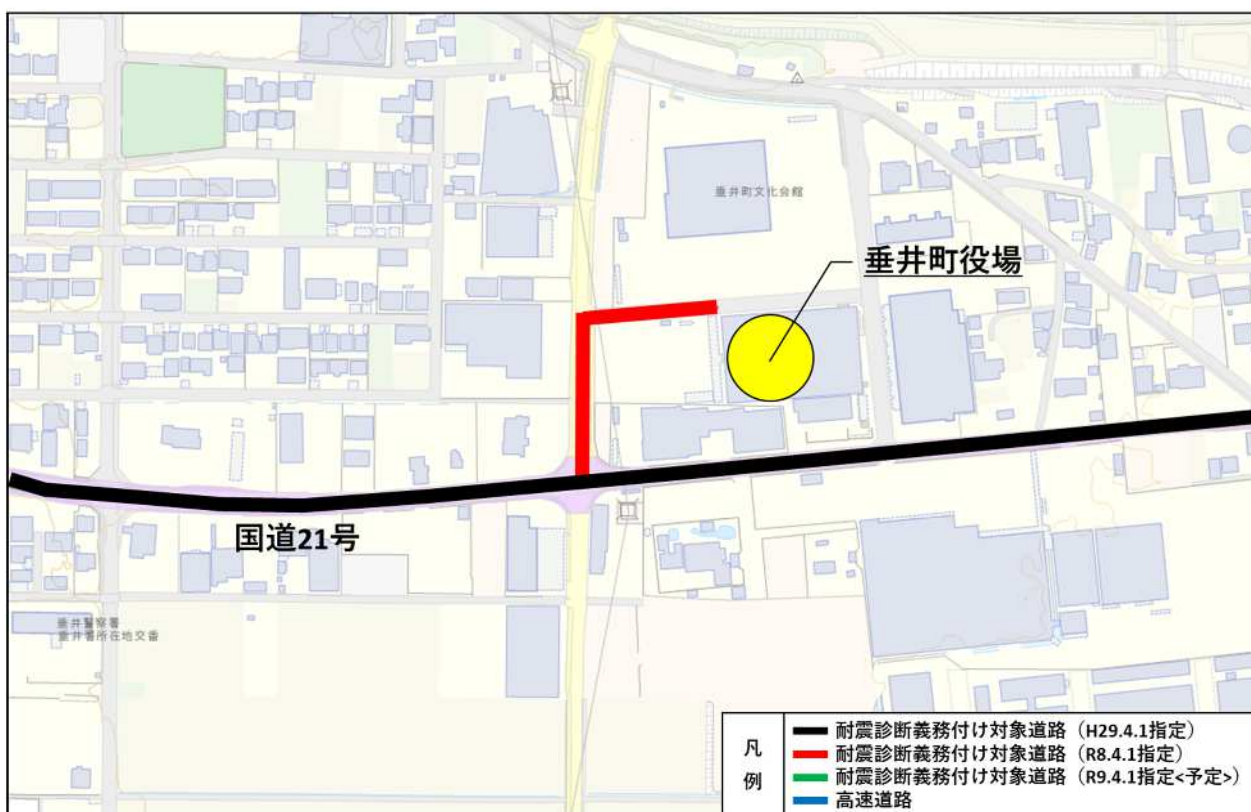 垂井町文化会館
垂井町役場
国道21号
垂井警察署
垂井署所在地交番
凡例
耐震診断義務付け対象道路（H29.4.1指定）
耐震診断義務付け対象道路（R8.4.1指定）
耐震診断義務付け対象道路（R9.4.1指定<予定>）
高速道路